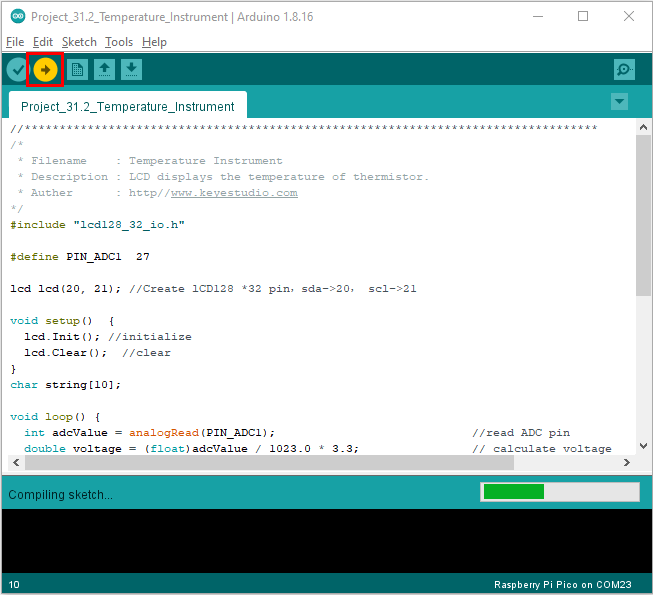 Project_31.2_Temperature_Instrument | Arduino 1.8.16
File Edit Sketch Tools Help
Project_31.2_Temperature_Instrument
//**********************************************************************************
/*
 * Filename    : Temperature Instrument
 * Description : LCD displays the temperature of thermistor.
 * Auther      : http//www.keyestudio.com
*/
#include "lcd128_32_io.h"
#define PIN_ADC1  27
lcd lcd(20, 21); //Create lCD128 *32 pin，sda->20， scl->21
void setup()  {
  lcd.Init(); //initialize
  lcd.Clear();  //clear
}
char string[10];
void loop() {
  int adcValue = analogRead(PIN_ADC1);                            //read ADC pin
  double voltage = (float)adcValue / 1023.0 * 3.3;                // calculate voltage
Compiling sketch...
10 Raspberry Pi Pico on COM23